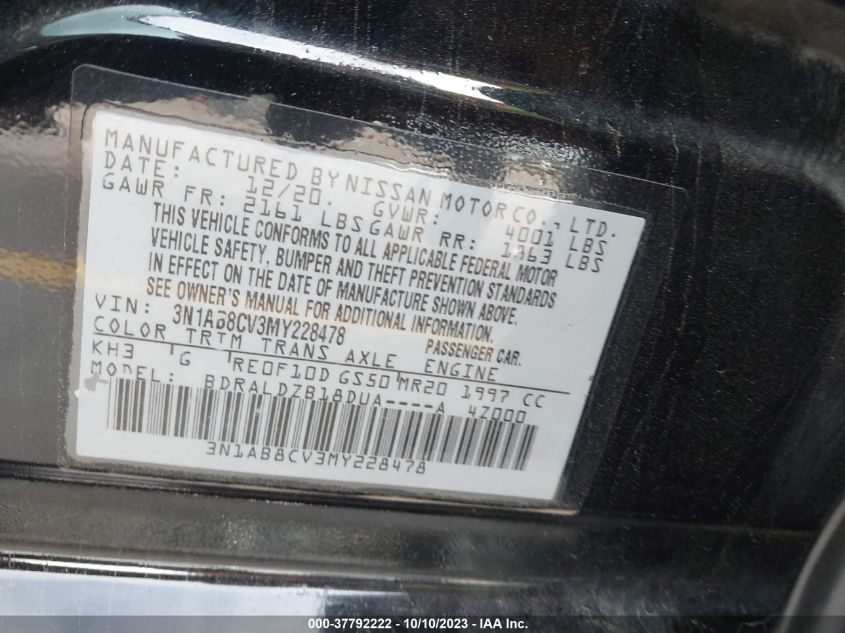 MANUFACTURED BY NISSAN MOTOR CO., LTD.
DATE: 12/20. GVWR: 4001 LBS
GAWR FR: 2161 LBS GAWR RR: LBS
THIS VEHICLE CONFORMS TO ALL APPLICABLE FEDERAL MOTOR
VEHICLE SAFETY, BUMPER AND THEFT PREVENTION STANDARDS
IN EFFECT ON THE DATE OF MANUFACTURE SHOWN ABOVE.
SEE OWNER'S MANUAL FOR ADDITIONAL INFORMATION.
VIN: 3N1AB8CV3MY228478 PASSENGER CAR.
COLOR TRIM TRANS AXLE ENGINE
KH3 G RE0F10D GS50 MR20 1997 CC
MODEL: BDRALDZB18DUA----A 4Z000
3N1AB8CV3MY228478
000-37792222 - 10/10/2023 - IAA Inc.